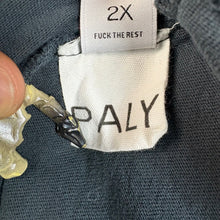 2X
FUCK THE REST
PALY